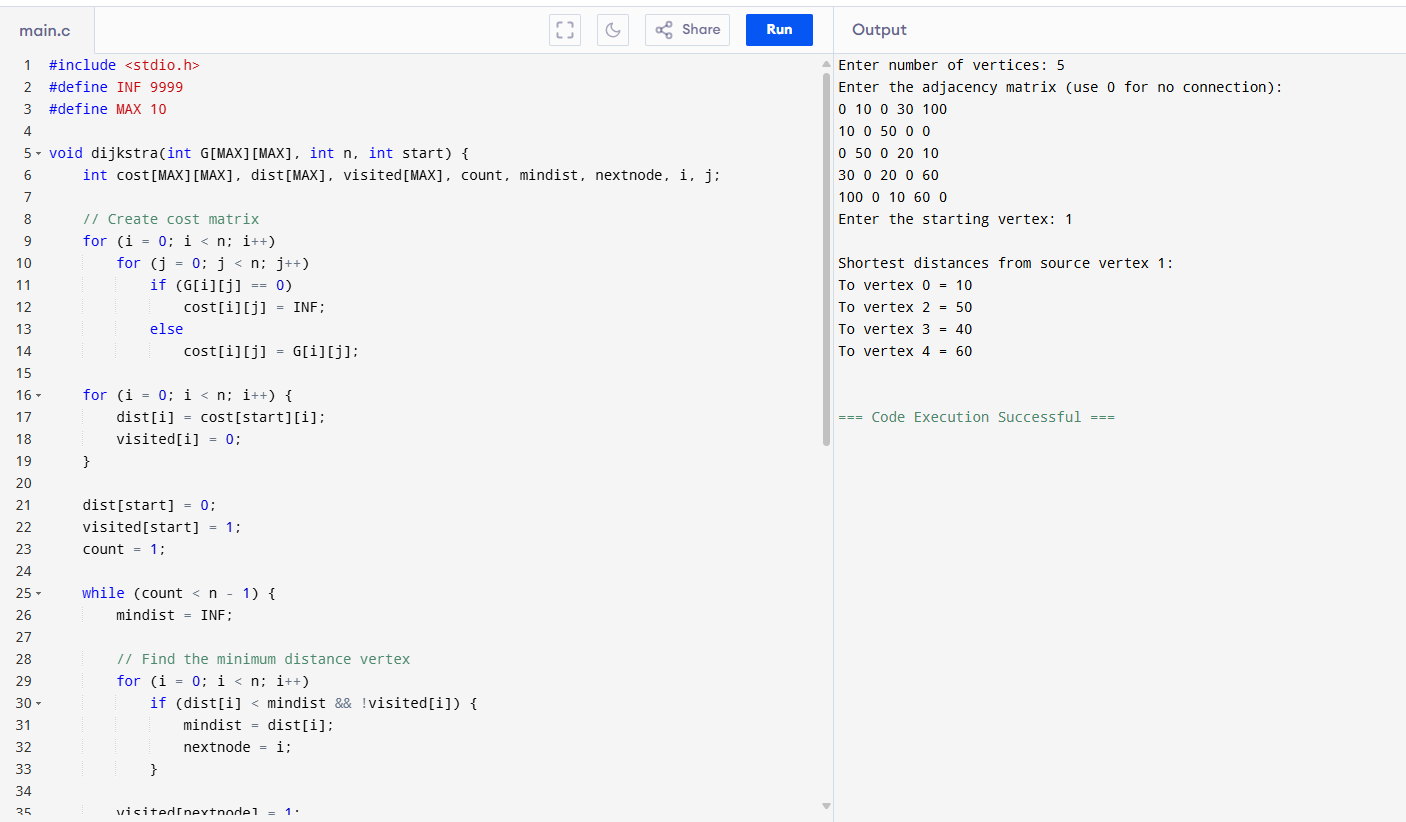 main.c
Share
Run
Output
1 #include <stdio.h>
2 #define INF 9999
3 #define MAX 10
4
5 void dijkstra(int G[MAX][MAX], int n, int start) {
6     int cost[MAX][MAX], dist[MAX], visited[MAX], count, mindist, nextnode, i, j;
7
8     // Create cost matrix
9     for (i = 0; i < n; i++)
10         for (j = 0; j < n; j++)
11             if (G[i][j] == 0)
12                 cost[i][j] = INF;
13             else
14                 cost[i][j] = G[i][j];
15
16     for (i = 0; i < n; i++) {
17         dist[i] = cost[start][i];
18         visited[i] = 0;
19     }
20
21     dist[start] = 0;
22     visited[start] = 1;
23     count = 1;
24
25     while (count < n - 1) {
26         mindist = INF;
27
28         // Find the minimum distance vertex
29         for (i = 0; i < n; i++)
30             if (dist[i] < mindist && !visited[i]) {
31                 mindist = dist[i];
32                 nextnode = i;
33             }
34
35         visited[nextnode] = 1;
Enter number of vertices: 5
Enter the adjacency matrix (use 0 for no connection):
0 10 0 30 100
10 0 50 0 0
0 50 0 20 10
30 0 20 0 60
100 0 10 60 0
Enter the starting vertex: 1

Shortest distances from source vertex 1:
To vertex 0 = 10
To vertex 2 = 50
To vertex 3 = 40
To vertex 4 = 60

=== Code Execution Successful ===